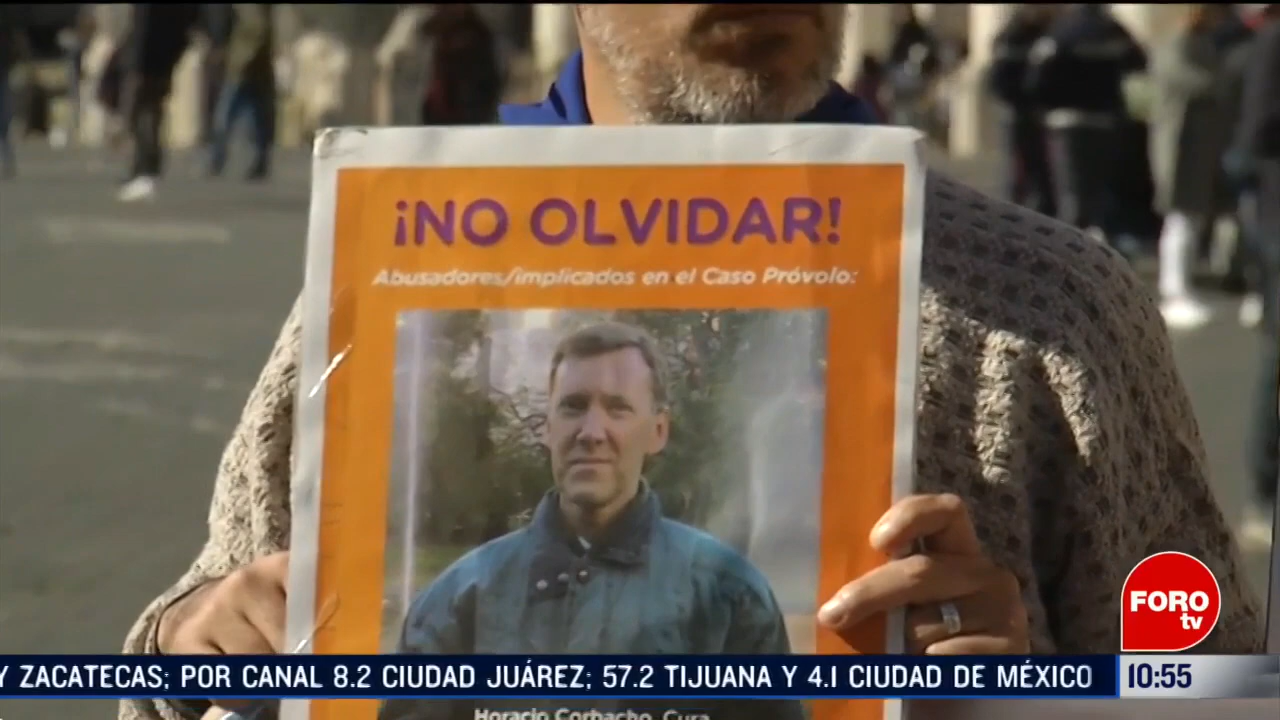 ¡NO OLVIDAR!
Abusadores/implicados en el Caso Próvolo:
Horacio Corbacho, Cura
FORO
tv
Y ZACATECAS; POR CANAL 8.2 CIUDAD JUÁREZ; 57.2 TIJUANA Y 4.1 CIUDAD DE MÉXICO
10:55